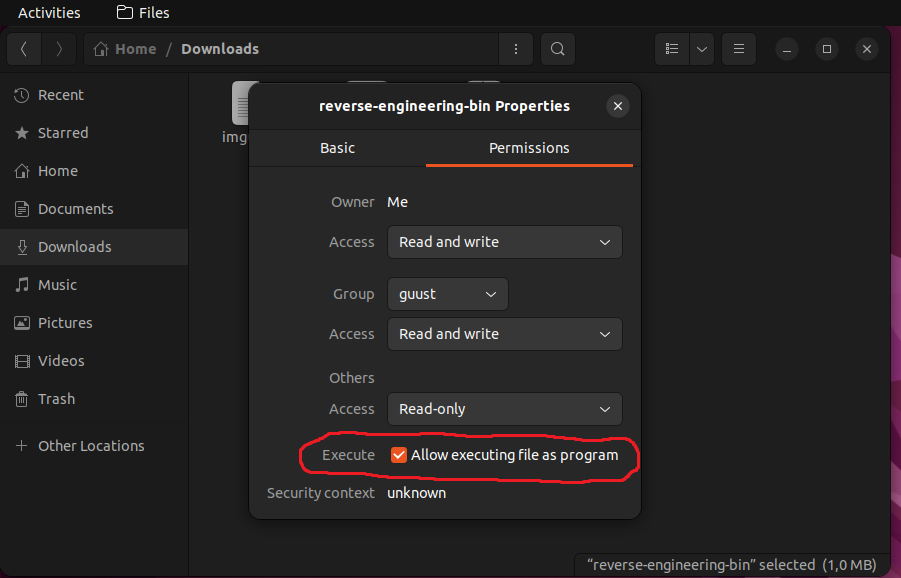 Activities Files
Home / Downloads
Recent
Starred
Home
Documents
Downloads
Music
Pictures
Videos
Trash
Other Locations
img
reverse-engineering-bin Properties
Basic Permissions
Owner Me
Access Read and write
Group guust
Access Read and write
Others
Access Read-only
Execute Allow executing file as program
Security context unknown
“reverse-engineering-bin” selected (1,0 MB)